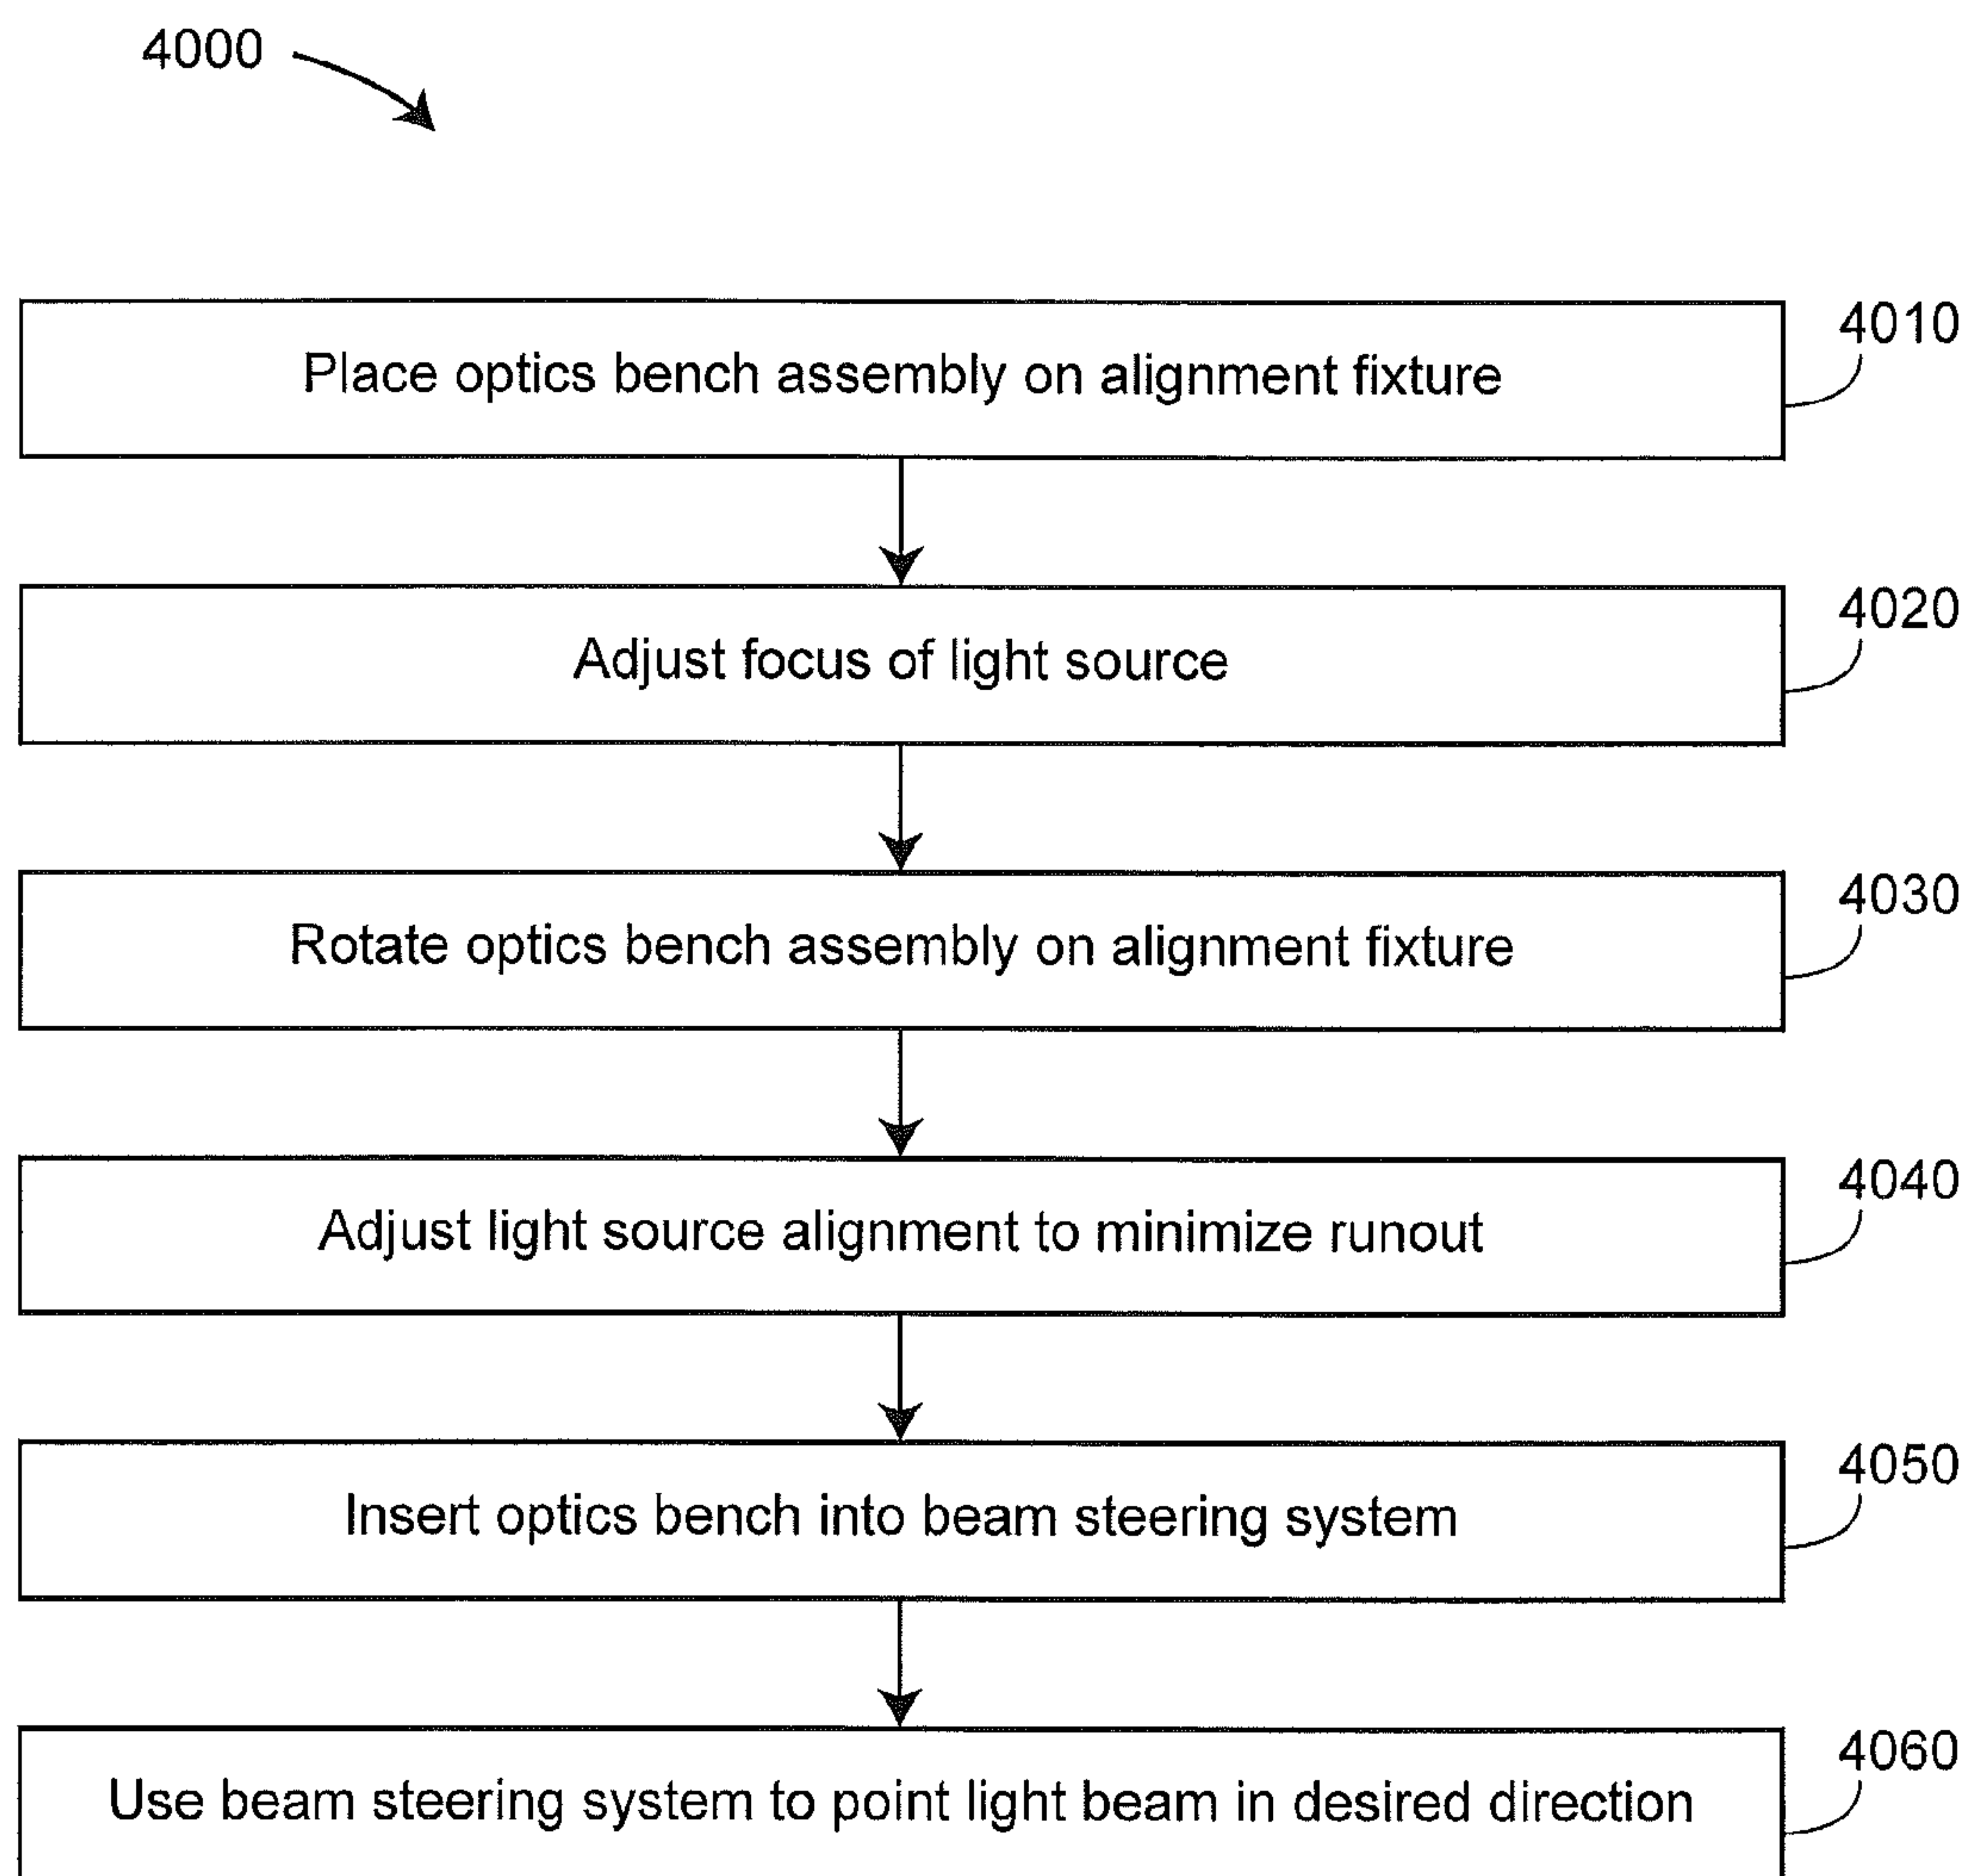 4000
4010
Place optics bench assembly on alignment fixture
4020
Adjust focus of light source
4030
Rotate optics bench assembly on alignment fixture
4040
Adjust light source alignment to minimize runout
4050
Insert optics bench into beam steering system
4060
Use beam steering system to point light beam in desired direction